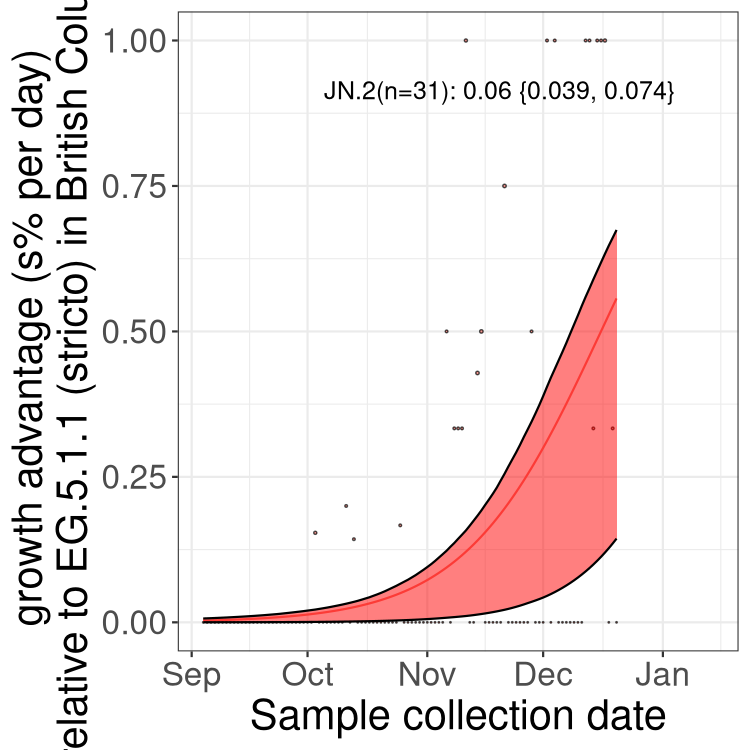 growth advantage (s% per day)
relative to EG.5.1.1 (stricto) in British Colu
1.00
0.75
0.50
0.25
0.00
JN.2(n=31): 0.06 {0.039, 0.074}
Sep Oct Nov Dec Jan
Sample collection date